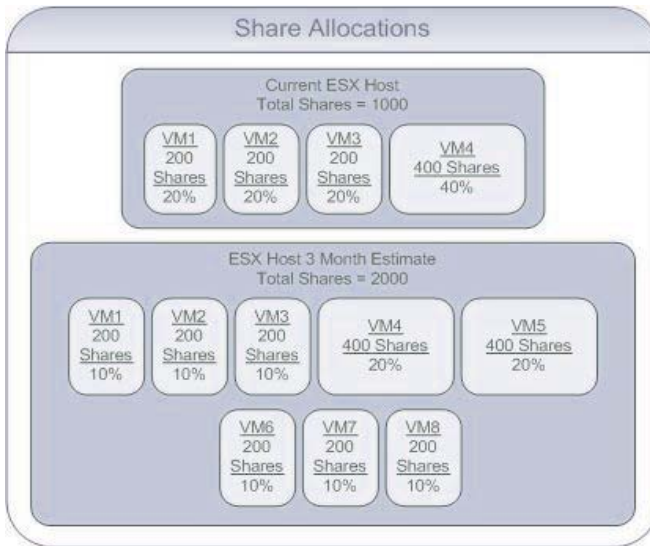 Share Allocations
Current ESX Host
Total Shares = 1000
VM1
200
Shares
20%
VM2
200
Shares
20%
VM3
200
Shares
20%
VM4
400 Shares
40%
ESX Host 3 Month Estimate
Total Shares = 2000
VM1
200
Shares
10%
VM2
200
Shares
10%
VM3
200
Shares
10%
VM4
400 Shares
20%
VM5
400 Shares
20%
VM6
200
Shares
10%
VM7
200
Shares
10%
VM8
200
Shares
10%